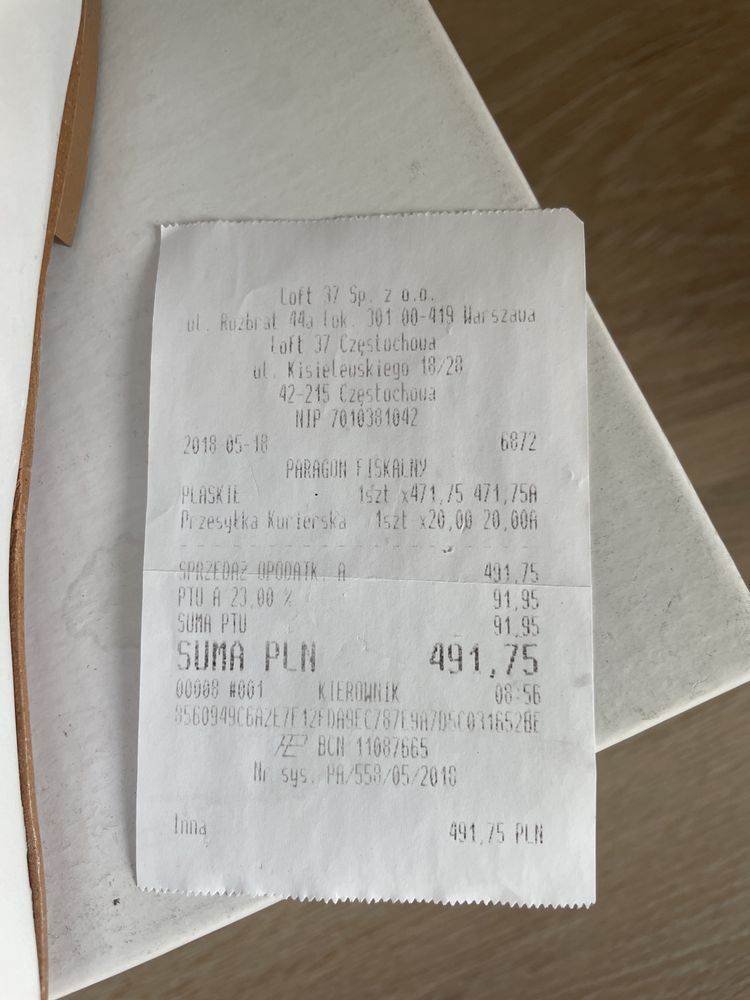 Loft 37 Sp. z o.o.
ul. Rozbrat 44a lok. 301 00-419 Warszawa
Loft 37 Częstochowa
ul. Kisielewskiego 18/28
42-215 Częstochowa
NIP 7010381042
2018-05-18 6872
PARAGON FISKALNY
PŁASKIE 1szt x471,75 471,75A
Przesyłka Kurierska 1szt x20,00 20,00A
SPRZEDAŻ OPODATK. A 491,75
PTU A 23,00 % 91,95
SUMA PTU 91,95
SUMA PLN 491,75
00008 #001 KIEROWNIK 08:56
BCN 11087665
Nr sys. PA/558/05/2018
Inna 491,75 PLN